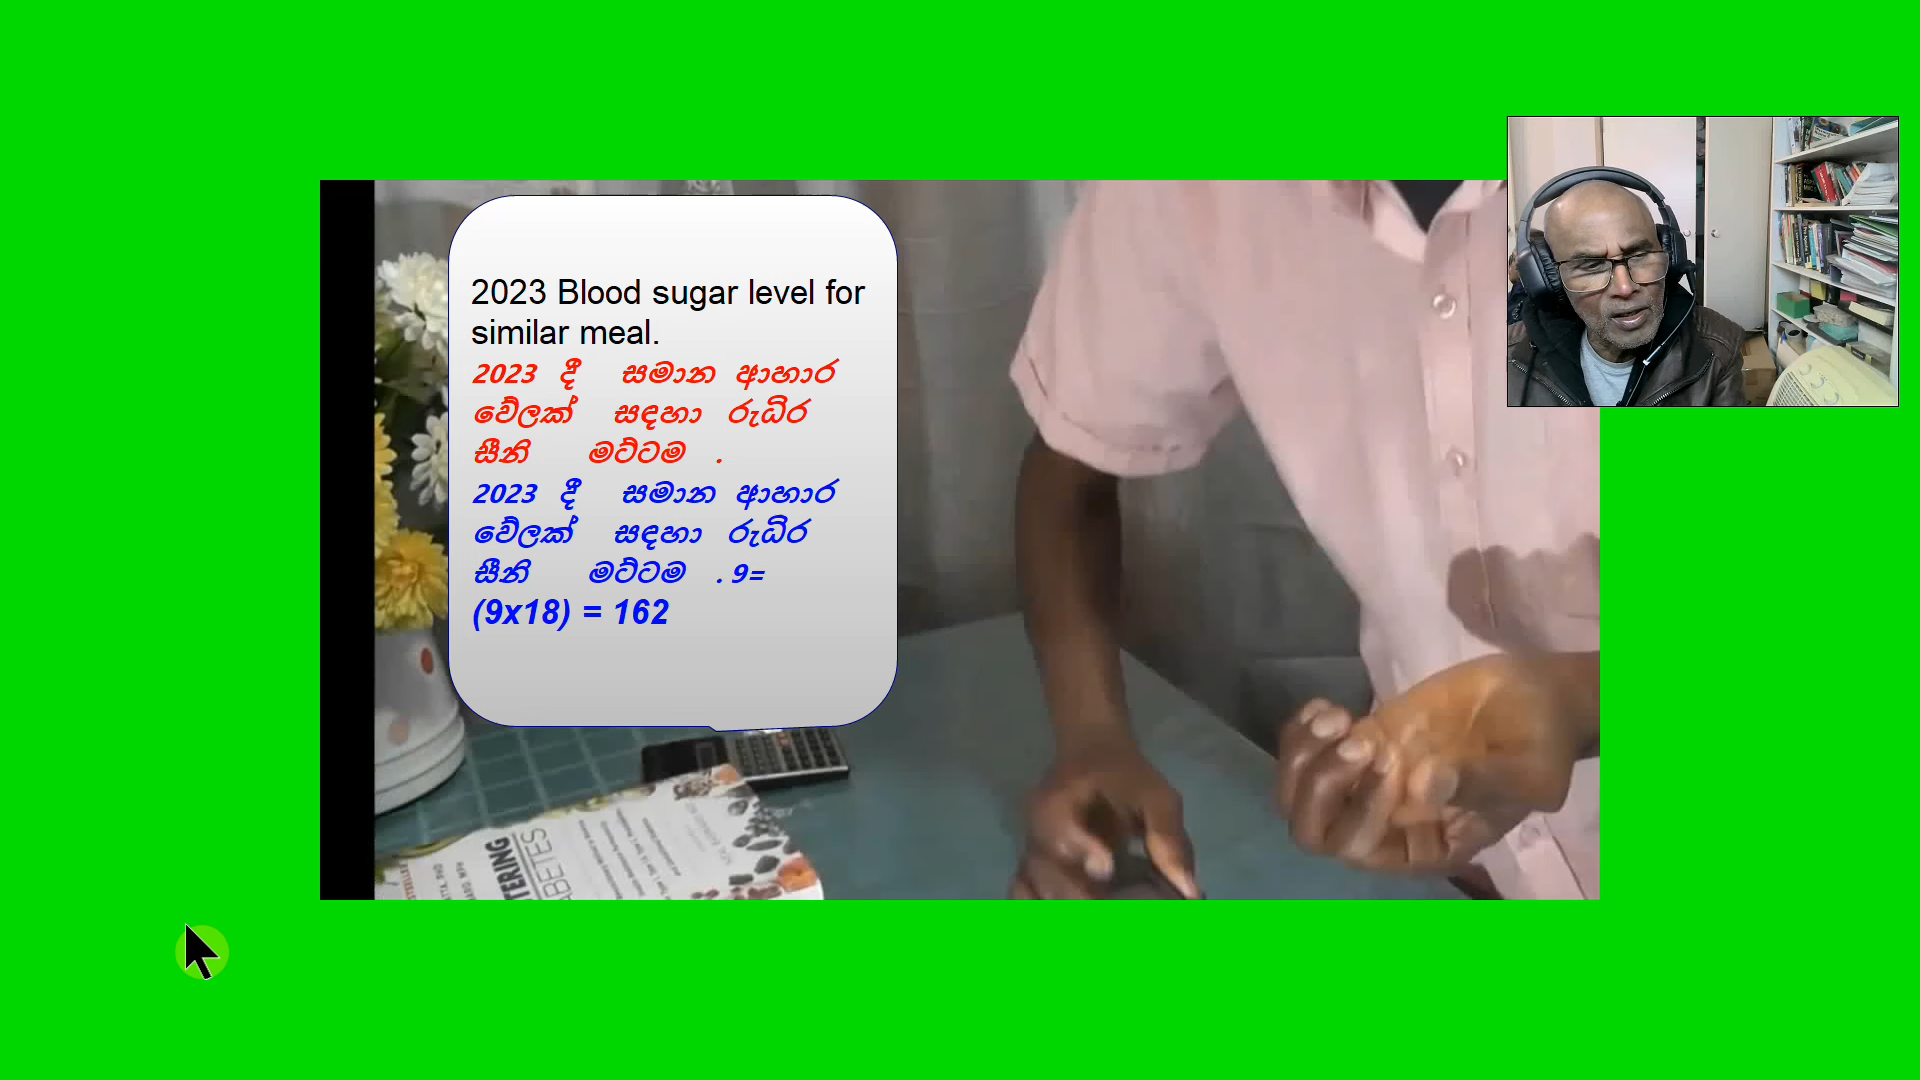 2023 Blood sugar level for
similar meal.
2023 දී සමාන ආහාර
වේලක් සඳහා රුධිර
සීනි මට්ටම .
2023 දී සමාන ආහාර
වේලක් සඳහා රුධිර
සීනි මට්ටම .9=
(9x18) = 162
TERING
ABETES